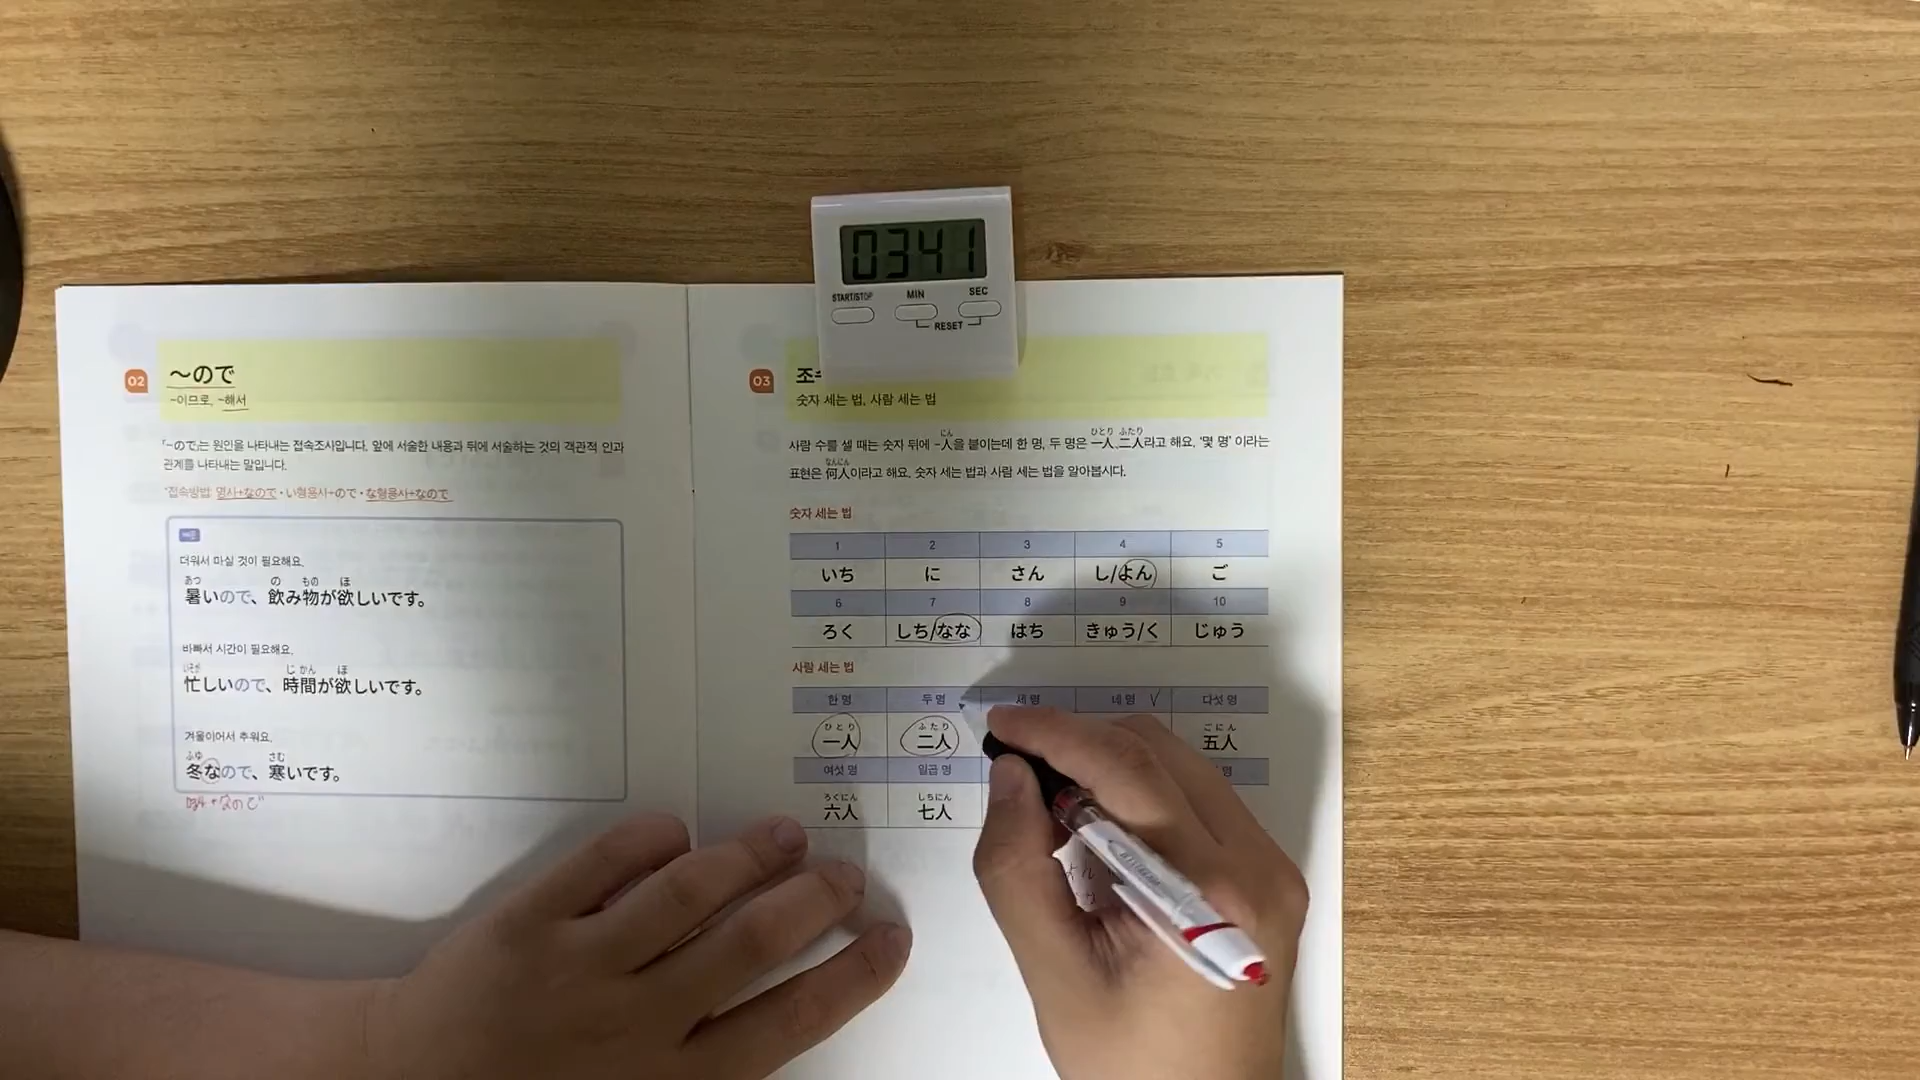 0341
START/STOP MIN SEC
RESET
02
~ので
~이므로, ~해서
「~ので」는 원인을 나타내는 접속조사입니다. 앞에 서술한 내용과 뒤에 서술하는 것의 객관적 인과
관계를 나타내는 말입니다.
*접속방법: 명사+なので・い형용사+ので・な형용사+なので
예문
더워서 마실 것이 필요해요.
あつ の もの ほ
暑いので、飲み物が欲しいです。
바빠서 시간이 필요해요.
いそが じかん ほ
忙しいので、時間が欲しいです。
겨울이어서 추워요.
ふゆ さむ
冬なので、寒いです。
명사+なので
03
숫자 세는 법, 사람 세는 법
にん ひとり ふたり
사람 수를 셀 때는 숫자 뒤에 -人을 붙이는데 한 명, 두 명은 一人, 二人라고 해요. '몇 명' 이라는
なんにん
표현은 何人이라고 해요. 숫자 세는 법과 사람 세는 법을 알아봅시다.
숫자 세는 법
1 2 3 4 5
いち に さん し/よん ご
6 7 8 9 10
ろく しち/なな はち きゅう/く じゅう
사람 세는 법
한 명 두 명 세 명 네 명 다섯 명
ひとり ふたり ごにん
一人 二人 五人
여섯 명 일곱 명 명
ろくにん しちにん
六人 七人
よん